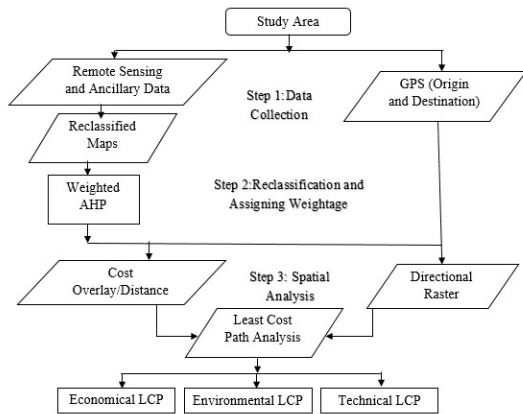 Study Area
Remote Sensing
and Ancillary Data
Step 1:Data
Collection
GPS (Origin
and Destination)
Reclassified
Maps
Weighted
AHP
Step 2:Reclassification and
Assigning Weightage
Cost
Overlay/Distance
Step 3: Spatial
Analysis
Directional
Raster
Least Cost
Path Analysis
Economical LCP
Environmental LCP
Technical LCP